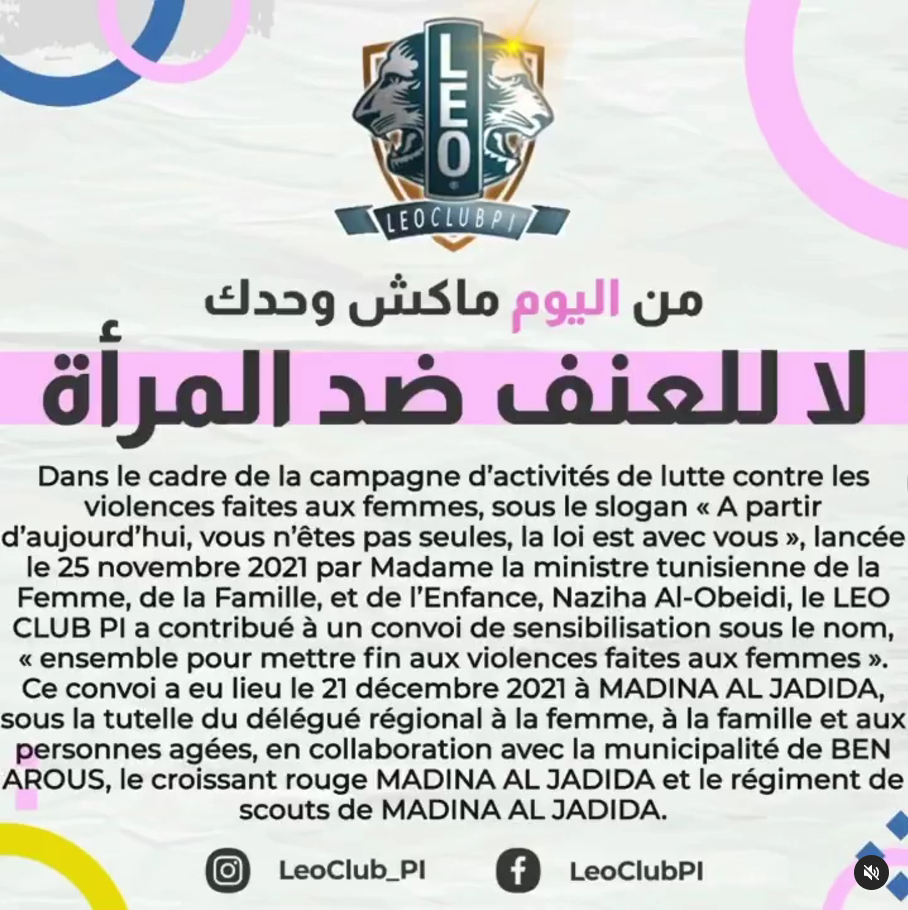 LEO
LEOCLUBPI
من اليوم ماكش وحدك
لا للعنف ضد المرأة
Dans le cadre de la campagne d’activités de lutte contre les
violences faites aux femmes, sous le slogan « A partir
d’aujourd’hui, vous n’êtes pas seules, la loi est avec vous », lancée
le 25 novembre 2021 par Madame la ministre tunisienne de la
Femme, de la Famille, et de l’Enfance, Naziha Al-Obeidi, le LEO
CLUB PI a contribué à un convoi de sensibilisation sous le nom,
« ensemble pour mettre fin aux violences faites aux femmes ».
Ce convoi a eu lieu le 21 décembre 2021 à MADINA AL JADIDA,
sous la tutelle du délégué régional à la femme, à la famille et aux
personnes agées, en collaboration avec la municipalité de BEN
AROUS, le croissant rouge MADINA AL JADIDA et le régiment de
scouts de MADINA AL JADIDA.
LeoClub_PI
LeoClubPI